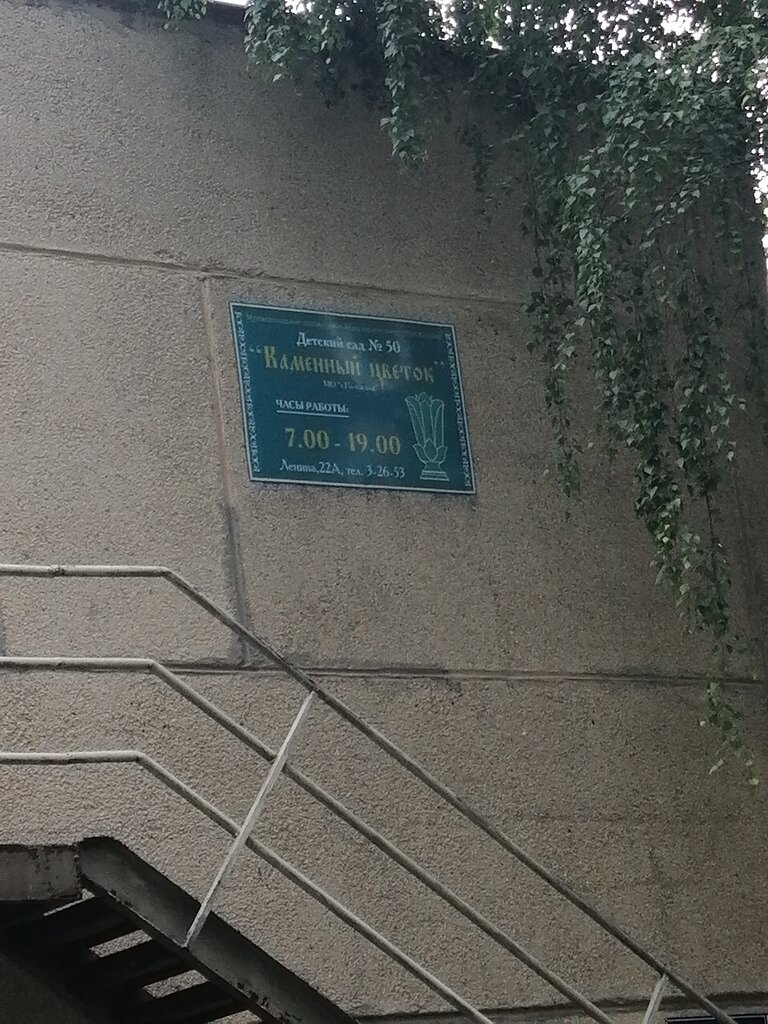 Детский сад № 50
“Каменный цветок”
ЧАСЫ РАБОТЫ:
7.00 - 19.00
Ленина,22А, тел. 3-26-53